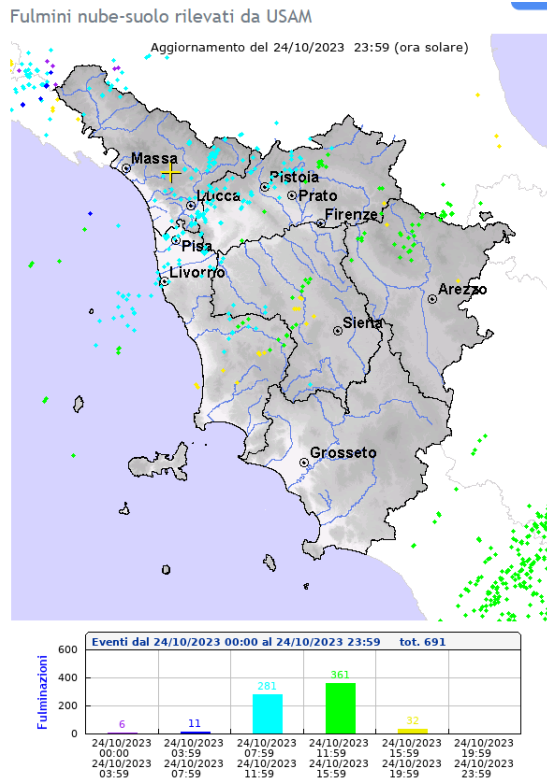 Fulmini nube-suolo rilevati da USAM
Aggiornamento del 24/10/2023 23:59 (ora solare)
Massa
Pistoia
Prato
Lucca
Firenze
Pisa
Livorno
Arezzo
Siena
Grosseto
Eventi dal 24/10/2023 00:00 al 24/10/2023 23:59 tot. 691
Fulminazioni
600
400
200
0
6
11
281
361
32
24/10/2023 24/10/2023 24/10/2023 24/10/2023 24/10/2023 24/10/2023
00:00 03:59 07:59 11:59 15:59 19:59
24/10/2023 24/10/2023 24/10/2023 24/10/2023 24/10/2023 24/10/2023
03:59 07:59 11:59 15:59 19:59 23:59